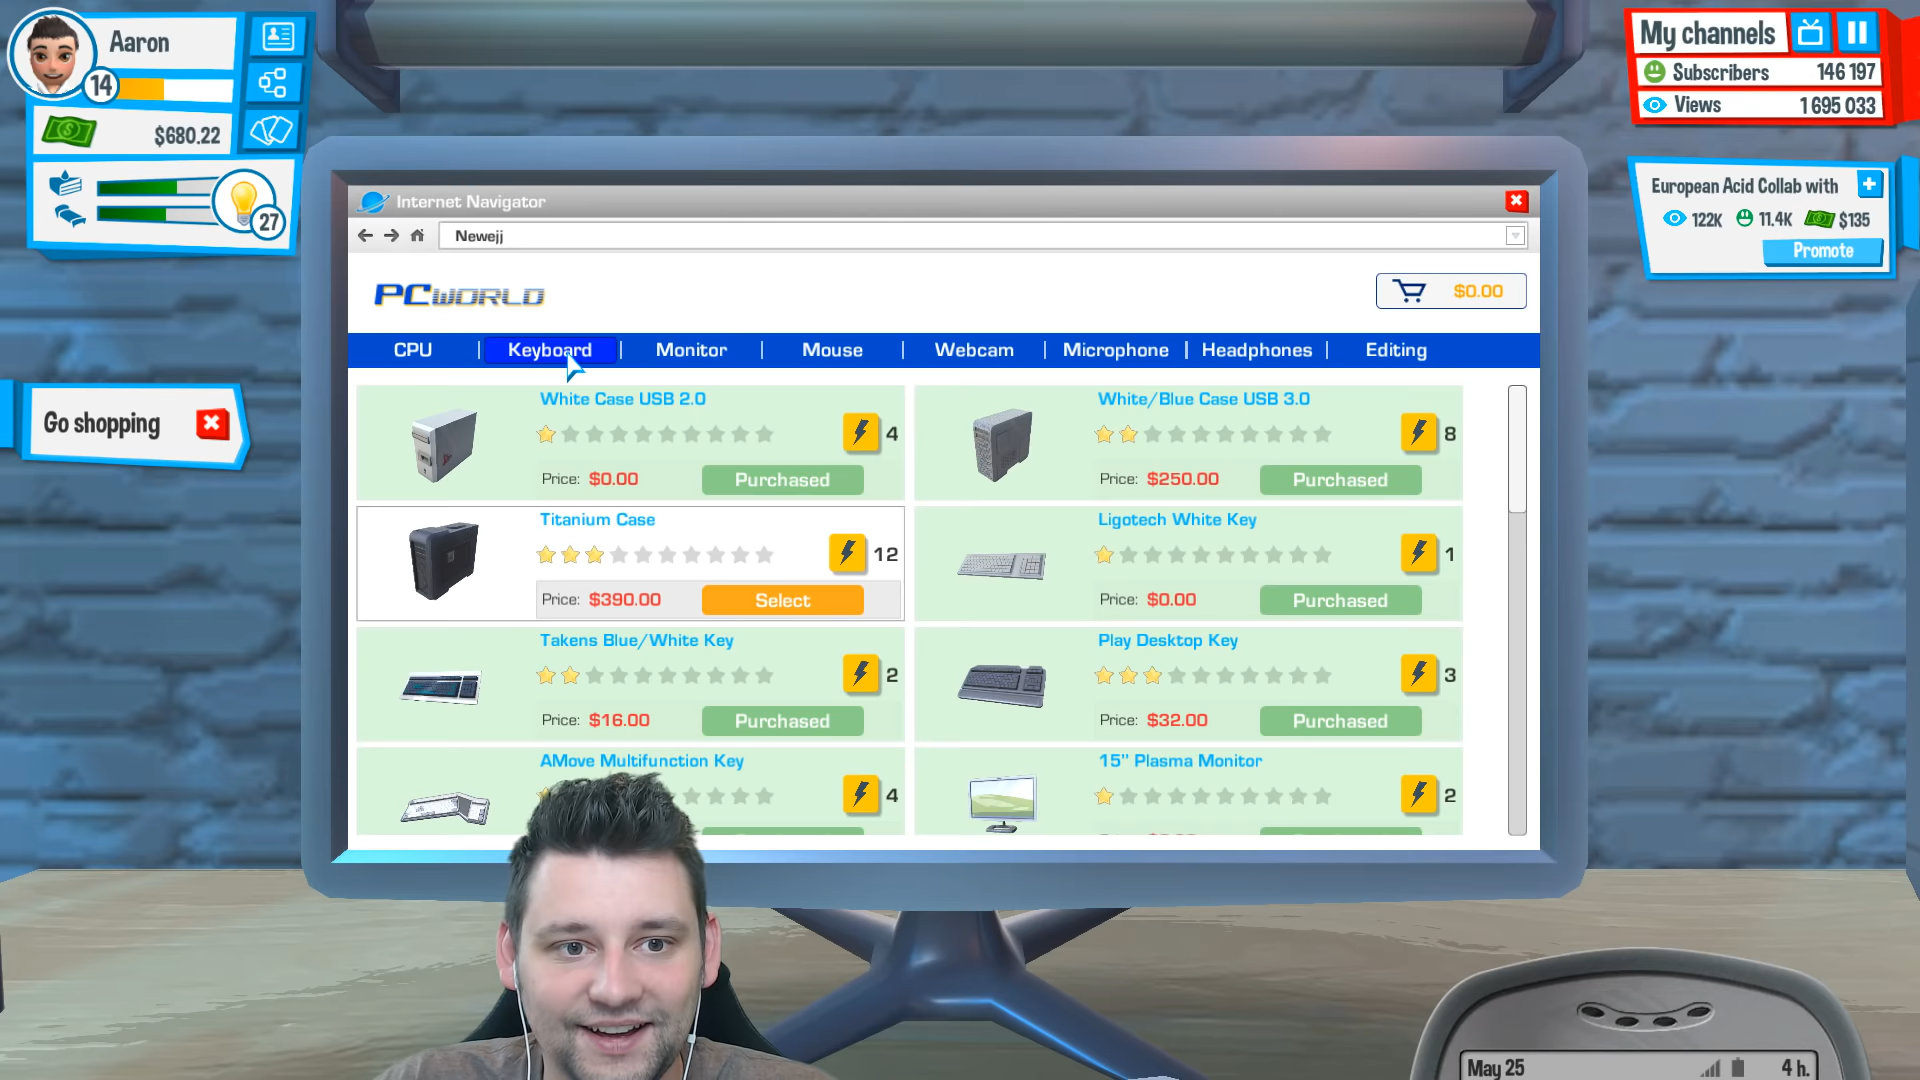 Aaron
14
$680.22
27
My channels
Subscribers 146 197
Views 1 695 033
European Acid Collab with
122K 11.4K $135
Promote
Go shopping
Internet Navigator
Newejj
PCWORLD
$0.00
CPU | Keyboard | Monitor | Mouse | Webcam | Microphone | Headphones | Editing
White Case USB 2.0
4
Price: $0.00 Purchased
White/Blue Case USB 3.0
8
Price: $250.00 Purchased
Titanium Case
12
Price: $390.00 Select
Ligotech White Key
1
Price: $0.00 Purchased
Takens Blue/White Key
2
Price: $16.00 Purchased
Play Desktop Key
3
Price: $32.00 Purchased
AMove Multifunction Key
4
15" Plasma Monitor
2
May 25 4 h.